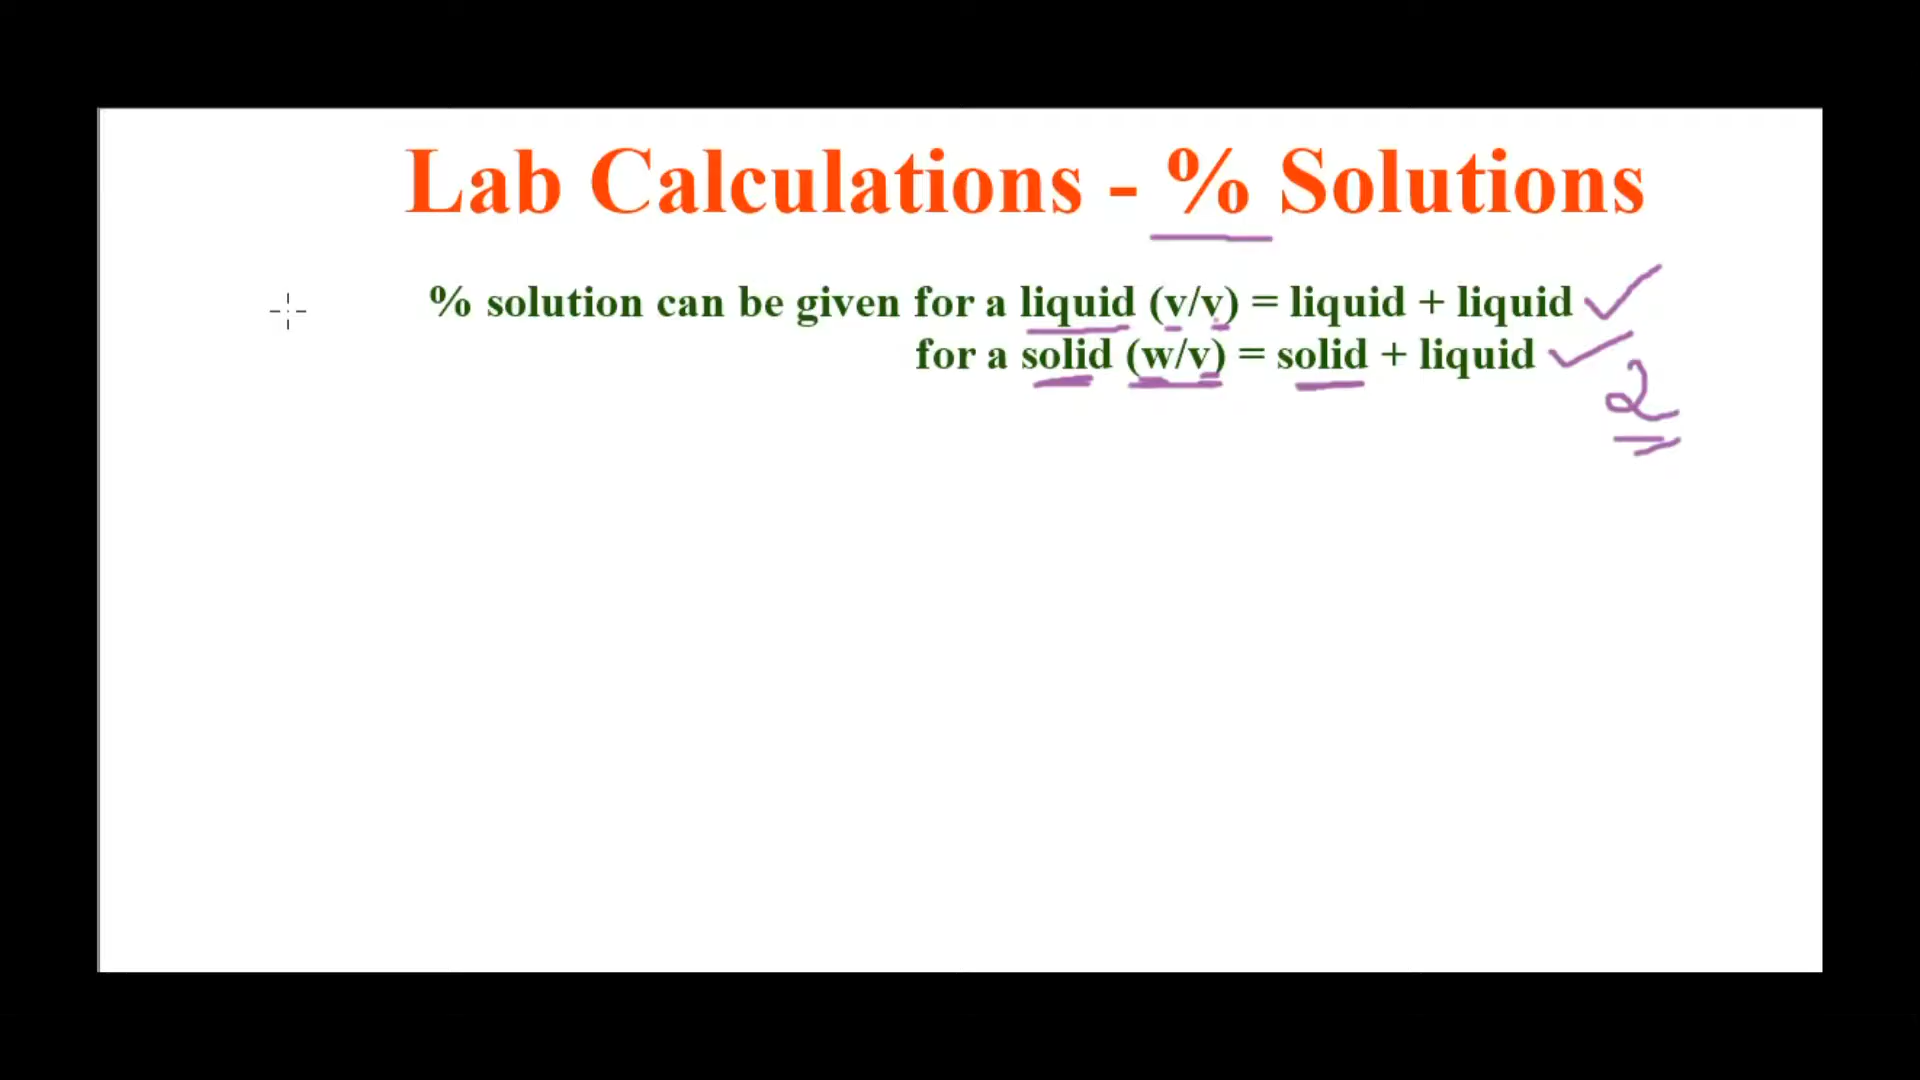 Lab Calculations - % Solutions
% solution can be given for a liquid (v/v) = liquid + liquid
for a solid (w/v) = solid + liquid
2